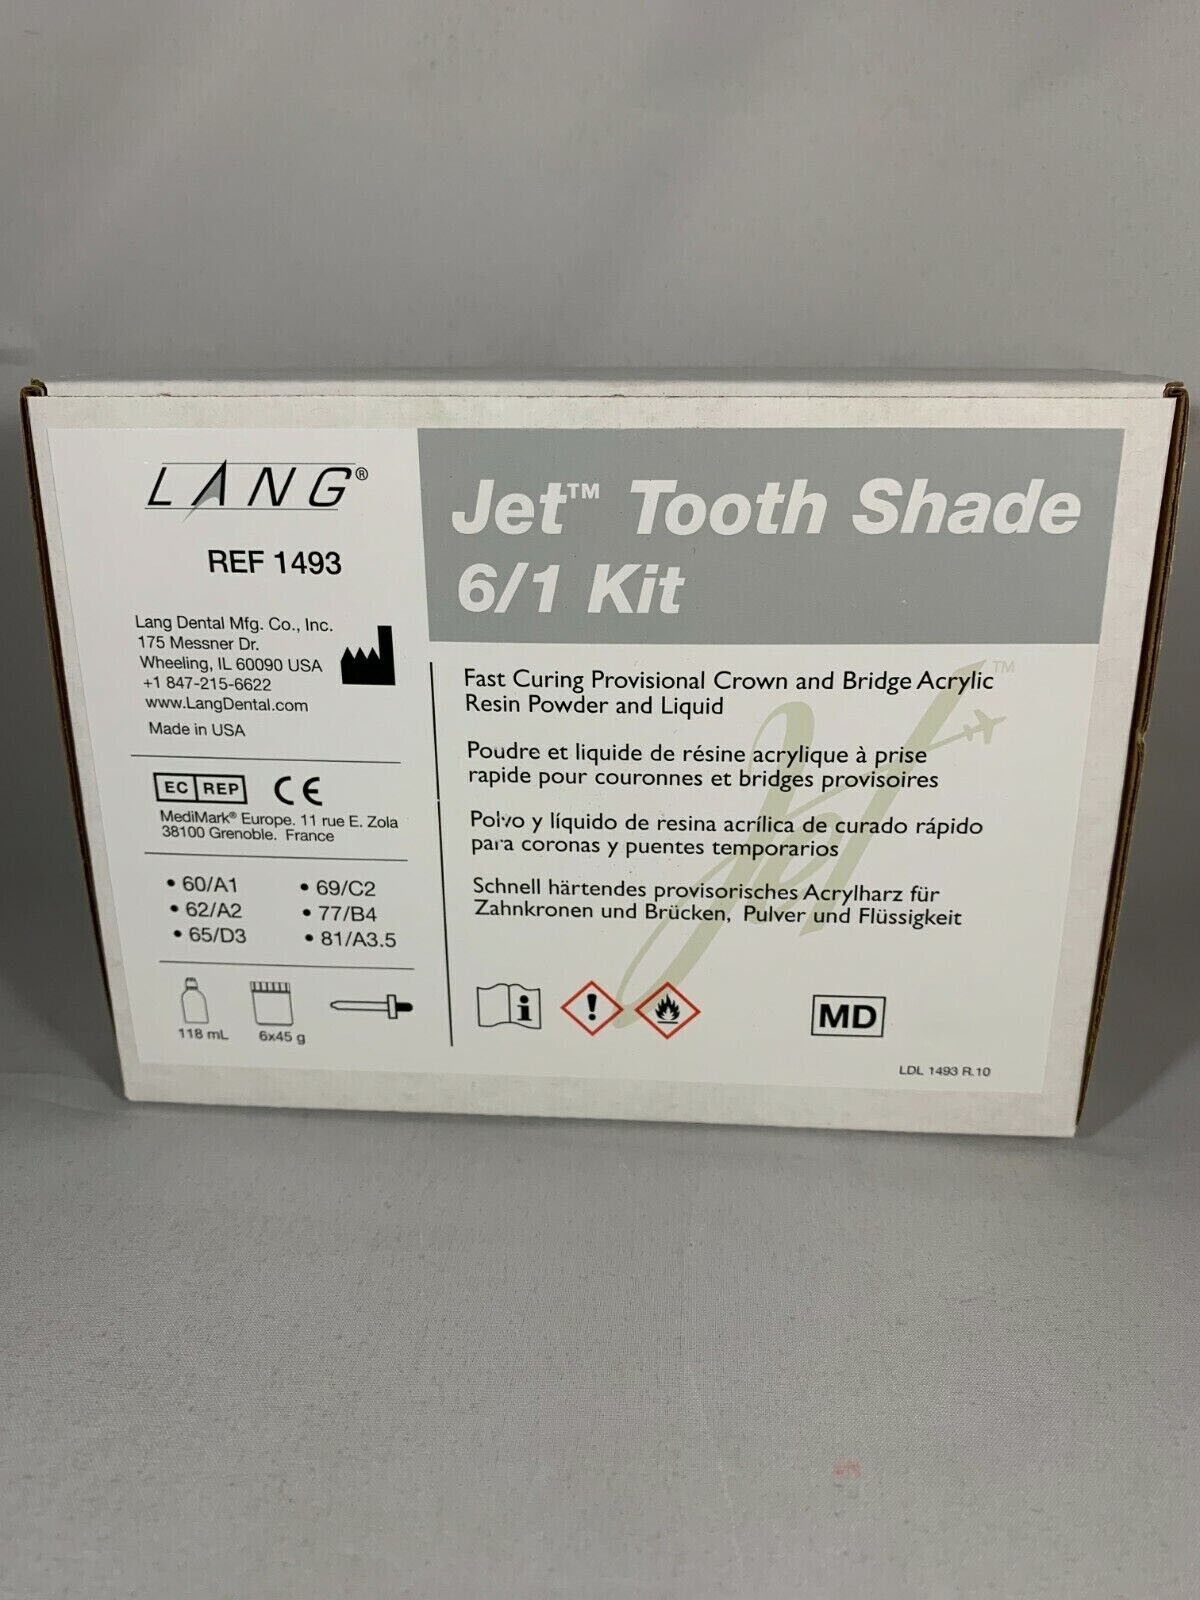 LANG®
REF 1493
Lang Dental Mfg. Co., Inc.
175 Messner Dr.
Wheeling, IL 60090 USA
+1 847-215-6622
www.LangDental.com
Made in USA
EC REP CE
MediMark® Europe. 11 rue E. Zola
38100 Grenoble. France
• 60/A1
• 62/A2
• 65/D3
• 69/C2
• 77/B4
• 81/A3.5
118 mL
6x45 g
Jet™ Tooth Shade
6/1 Kit
Fast Curing Provisional Crown and Bridge Acrylic
Resin Powder and Liquid
Poudre et liquide de résine acrylique à prise
rapide pour couronnes et bridges provisoires
Polvo y líquido de resina acrílica de curado rápido
para coronas y puentes temporarios
Schnell härtendes provisorisches Acrylharz für
Zahnkronen und Brücken, Pulver und Flüssigkeit
Jet™
i
!
MD
LDL 1493 R.10